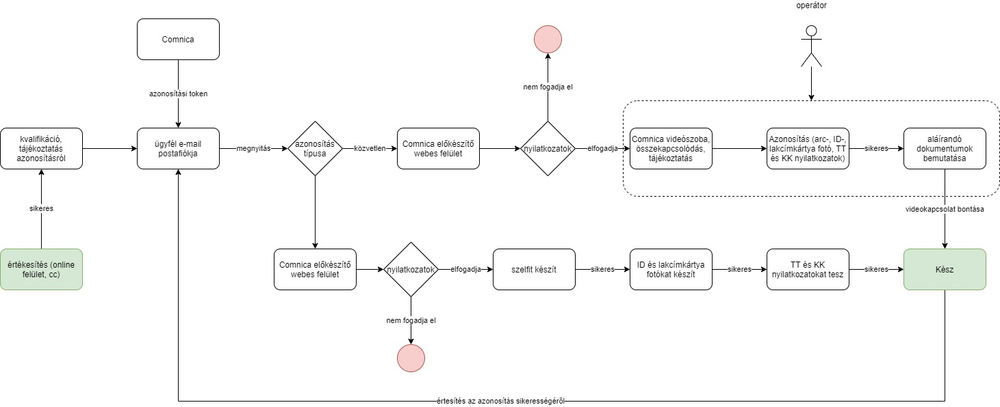 operátor
Comnica
azonosítási token
nem fogadja el
kvalifikáció,
tájékoztatás
azonosításról
ügyfél e-mail
postafiókja
megnyitás
azonosítás
típusa
közvetlen
Comnica előkészítő
webes felület
nyilatkozatok
elfogadja
Comnica videószoba,
összekapcsolódás,
tájékoztatás
Azonosítás (arc-, ID-,
lakcímkártya fotó, TT
és KK nyilatkozatok)
sikeres
aláírandó
dokumentumok
bemutatása
sikeres
videokapcsolat bontása
értékesítés (online
felület, cc)
Comnica előkészítő
webes felület
nyilatkozatok
elfogadja
szelfit készít
sikeres
ID és lakcímkártya
fotókat készít
sikeres
TT és KK
nyilatkozatokat tesz
sikeres
Kész
nem fogadja el
értesítés az azonosítás sikerességéről